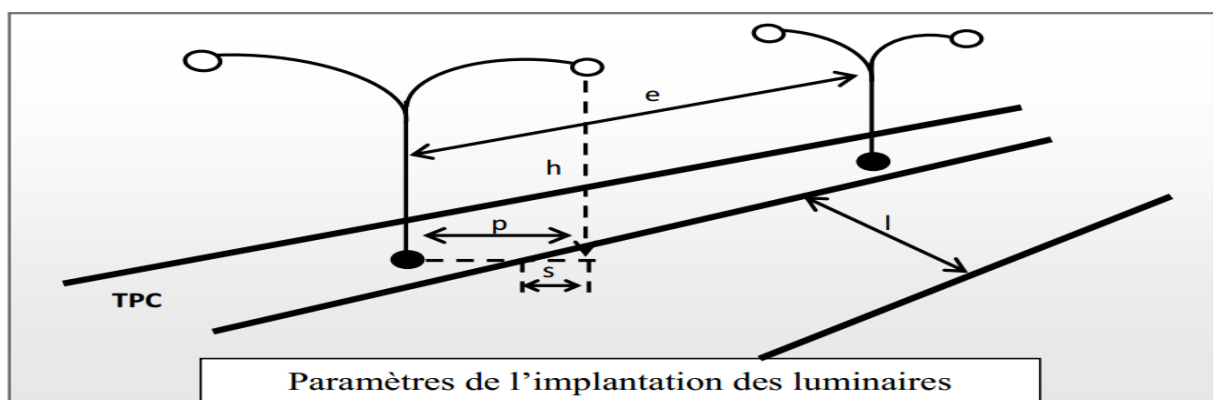 e
h
p
l
s
TPC
Paramètres de l’implantation des luminaires